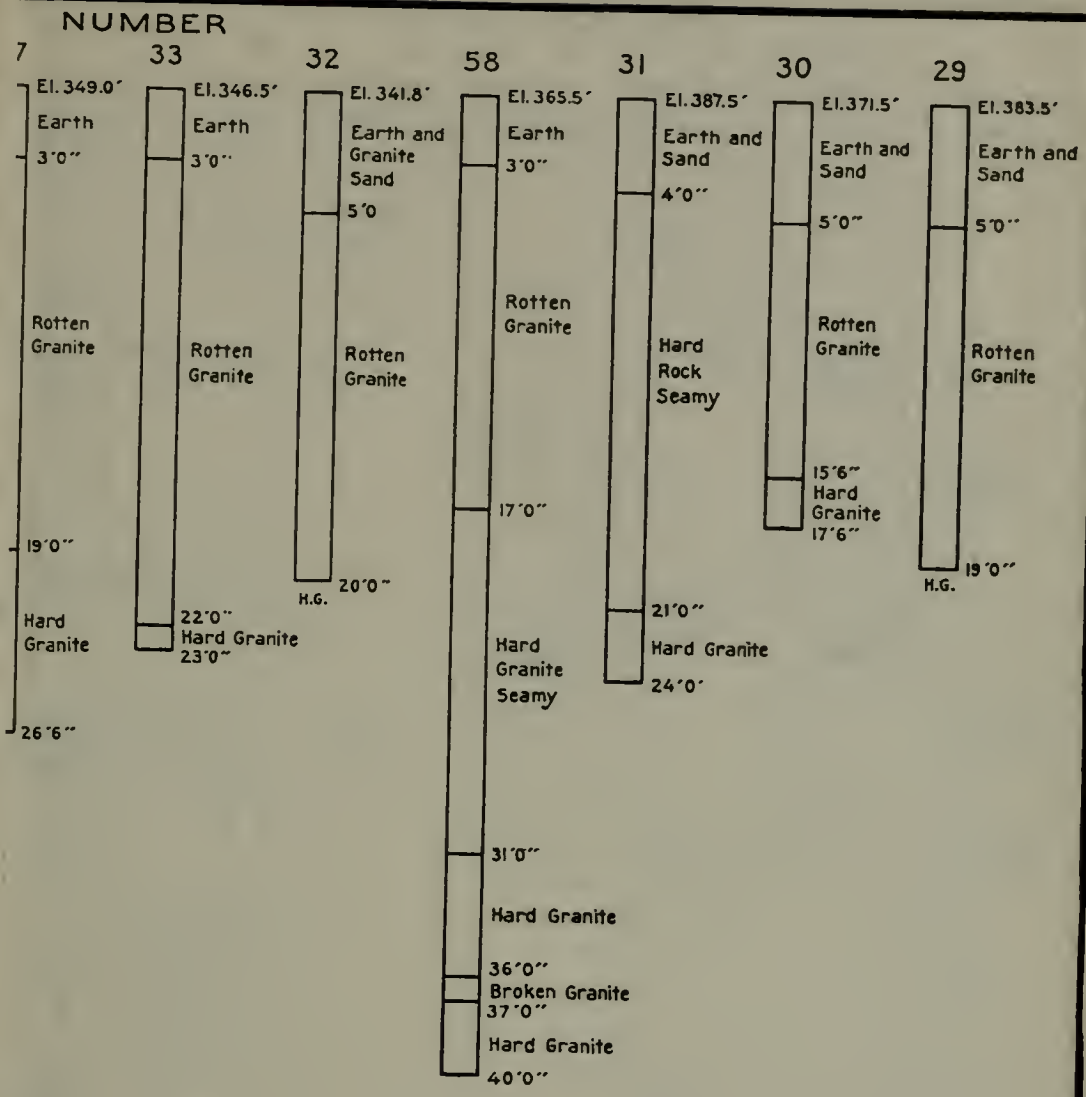 NUMBER
7
El. 349.0'
Earth
3'0"
Rotten
Granite
19'0"
Hard
Granite
26'6"
33
El. 346.5'
Earth
3'0"
Rotten
Granite
22'0"
Hard Granite
23'0"
32
El. 341.8'
Earth and
Granite
Sand
5'0
Rotten
Granite
20'0"
H.G.
58
El. 365.5'
Earth
3'0"
Rotten
Granite
17'0"
Hard
Granite
Seamy
31'0"
Hard Granite
36'0"
Broken Granite
37'0"
Hard Granite
40'0"
31
El. 387.5'
Earth and
Sand
4'0"
Hard
Rock
Seamy
21'0"
Hard Granite
24'0'
30
El. 371.5'
Earth and
Sand
5'0"
Rotten
Granite
15'6"
Hard
Granite
17'6"
29
El. 383.5'
Earth and
Sand
5'0"
Rotten
Granite
19'0"
H.G.